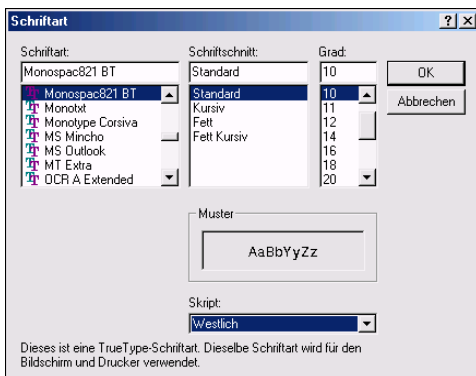 Schriftart
Schriftart:
Schriftschnitt:
Grad:
Monospac821 BT
Standard
10
OK
Abbrechen
Monospac821 BT
Monotxt
Monotype Corsiva
MS Mincho
MS Outlook
MT Extra
OCR A Extended
Standard
Kursiv
Fett
Fett Kursiv
10
11
12
14
16
18
20
Muster
AaBbYyZz
Skript:
Westlich
Dieses ist eine TrueType-Schriftart. Dieselbe Schriftart wird für den
Bildschirm und Drucker verwendet.